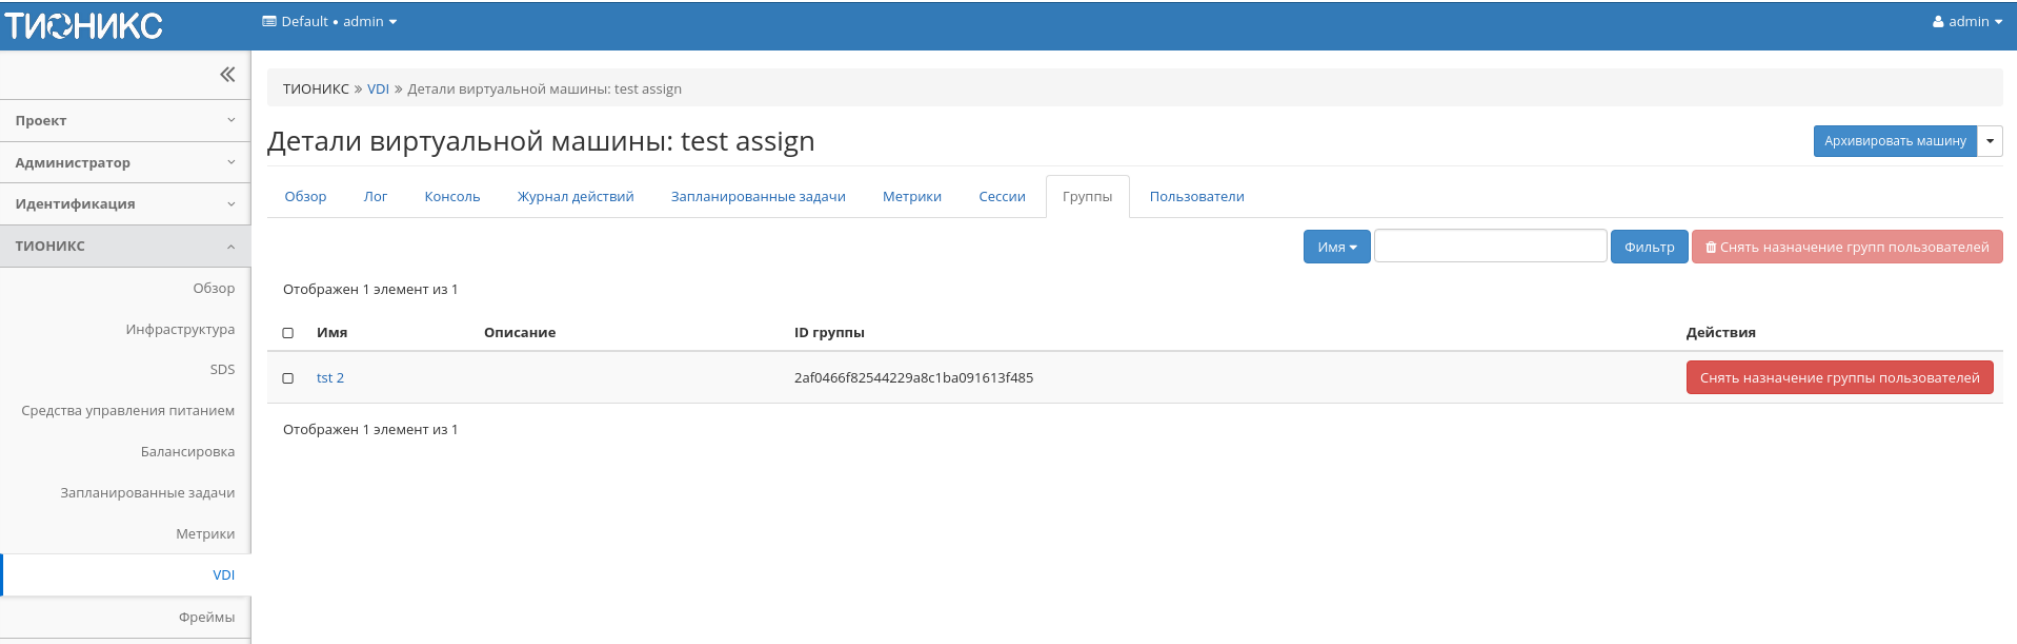 ТИОНИКС
Default • admin
admin
ТИОНИКС » VDI » Детали виртуальной машины: test assign
Проект
Администратор
Идентификация
ТИОНИКС
Обзор
Инфраструктура
SDS
Средства управления питанием
Балансировка
Запланированные задачи
Метрики
VDI
Фреймы
Детали виртуальной машины: test assign
Архивировать машину
Обзор Лог Консоль Журнал действий Запланированные задачи Метрики Сессии Группы Пользователи
Имя Фильтр Снять назначение групп пользователей
Отображен 1 элемент из 1
Имя Описание ID группы Действия
tst 2 2af0466f82544229a8c1ba091613f485 Снять назначение группы пользователей
Отображен 1 элемент из 1